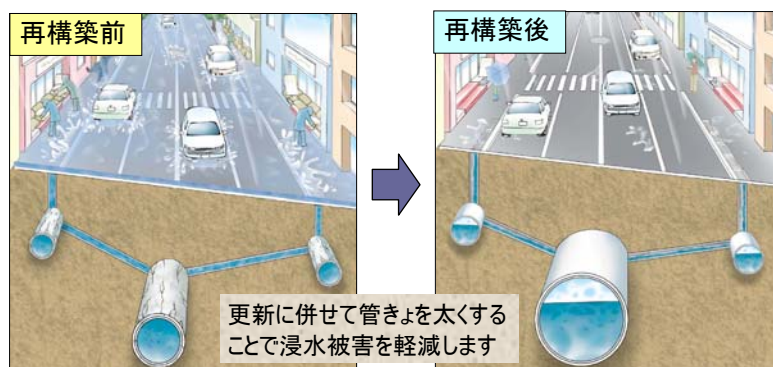 再構築前
再構築後
更新に併せて管きょを太くする
ことで浸水被害を軽減します